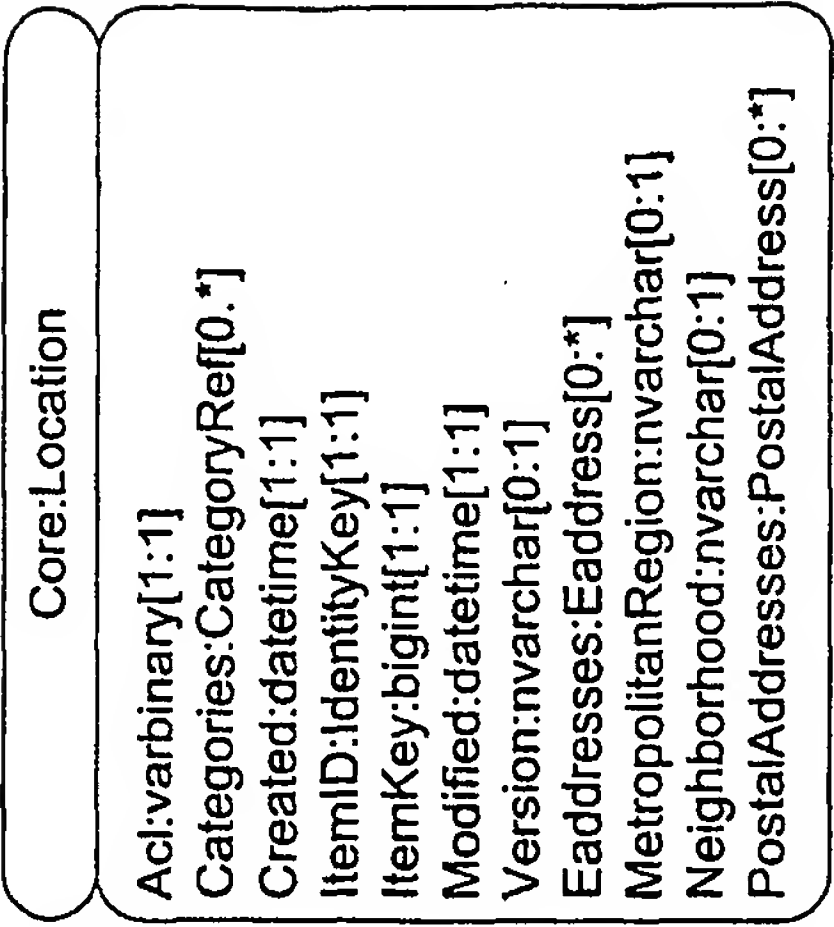 Core:Location
Acl:varbinary[1:1]
Categories:CategoryRef[0.*]
Created:datetime[1:1]
ItemID:IdentityKey[1:1]
ItemKey:bigint[1:1]
Modified:datetime[1:1]
Version:nvarchar[0:1]
Eaddresses:Eaddress[0:*]
MetropolitanRegion:nvarchar[0:1]
Neighborhood:nvarchar[0:1]
PostalAddresses:PostalAddress[0:*]